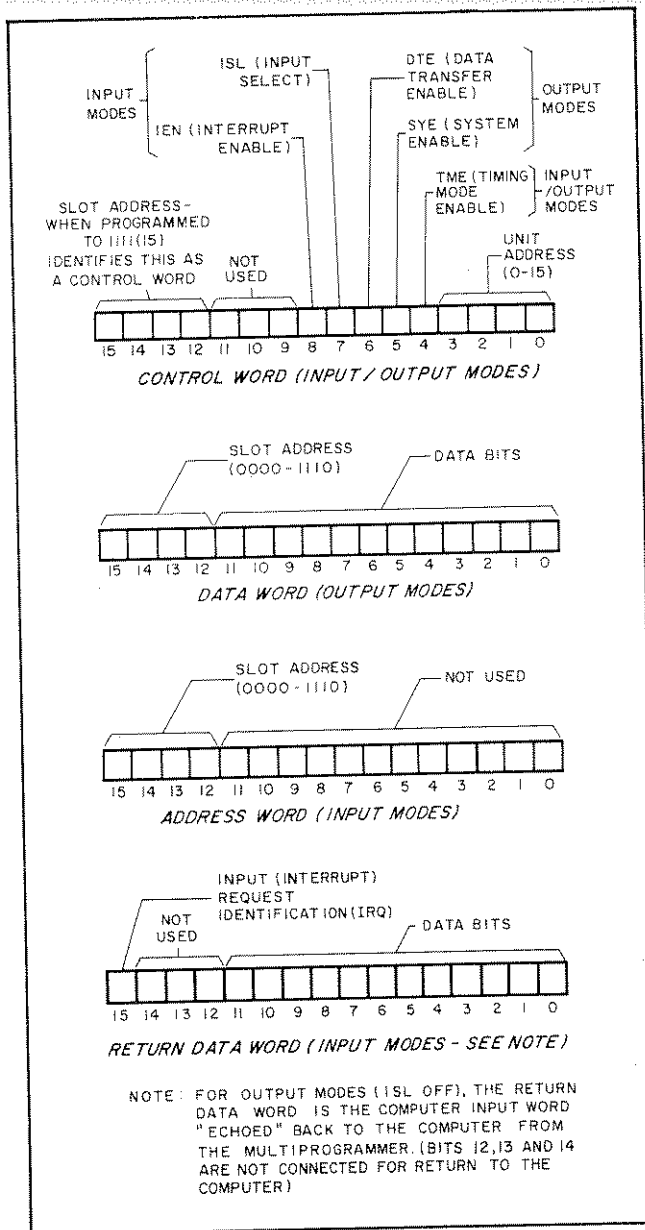 INPUT MODES
ISL (INPUT SELECT)
IEN (INTERRUPT ENABLE)
DTE (DATA TRANSFER ENABLE)
SYE (SYSTEM ENABLE)
OUTPUT MODES
TME (TIMING MODE ENABLE)
INPUT /OUTPUT MODES
SLOT ADDRESS-
WHEN PROGRAMMED
TO 1111(15)
IDENTIFIES THIS AS
A CONTROL WORD
NOT USED
UNIT ADDRESS (0-15)
15 14 13 12 11 10 9 8 7 6 5 4 3 2 1 0
CONTROL WORD (INPUT/OUTPUT MODES)
SLOT ADDRESS
(0000-1110)
DATA BITS
15 14 13 12 11 10 9 8 7 6 5 4 3 2 1 0
DATA WORD (OUTPUT MODES)
SLOT ADDRESS
(0000-1110)
NOT USED
15 14 13 12 11 10 9 8 7 6 5 4 3 2 1 0
ADDRESS WORD (INPUT MODES)
INPUT (INTERRUPT)
REQUEST
IDENTIFICATION (IRQ)
NOT USED
DATA BITS
15 14 13 12 11 10 9 8 7 6 5 4 3 2 1 0
RETURN DATA WORD (INPUT MODES - SEE NOTE)
NOTE: FOR OUTPUT MODES (ISL OFF), THE RETURN
DATA WORD IS THE COMPUTER INPUT WORD
"ECHOED" BACK TO THE COMPUTER FROM
THE MULTIPROGRAMMER. (BITS 12,13 AND 14
ARE NOT CONNECTED FOR RETURN TO THE
COMPUTER)